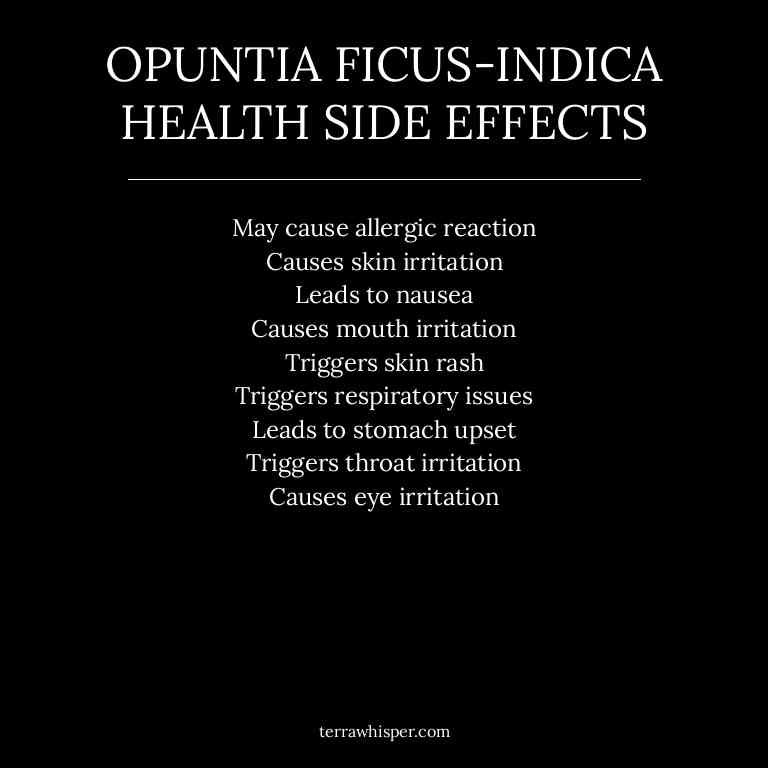 OPUNTIA FICUS-INDICA
HEALTH SIDE EFFECTS
May cause allergic reaction
Causes skin irritation
Leads to nausea
Causes mouth irritation
Triggers skin rash
Triggers respiratory issues
Leads to stomach upset
Triggers throat irritation
Causes eye irritation
terrawhisper.com